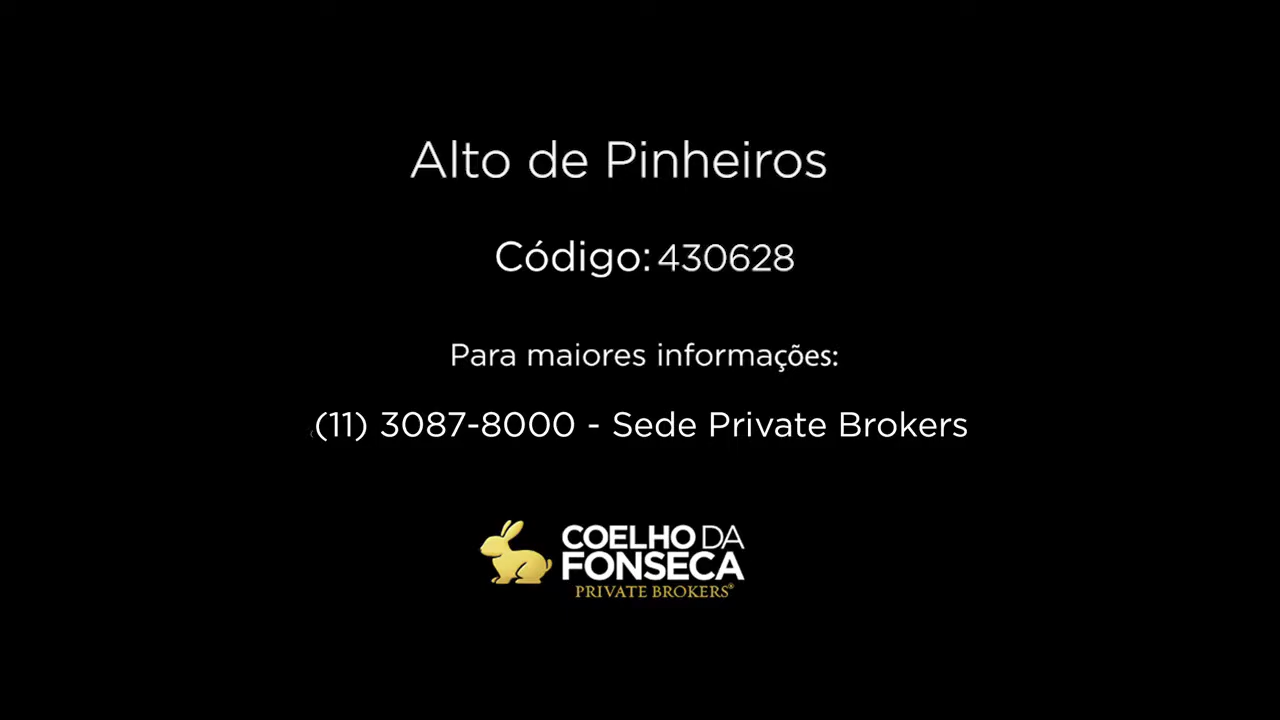 Alto de Pinheiros
Código: 430628
Para maiores informações:
(11) 3087-8000 - Sede Private Brokers
COELHO DA
FONSECA
PRIVATE BROKERS®